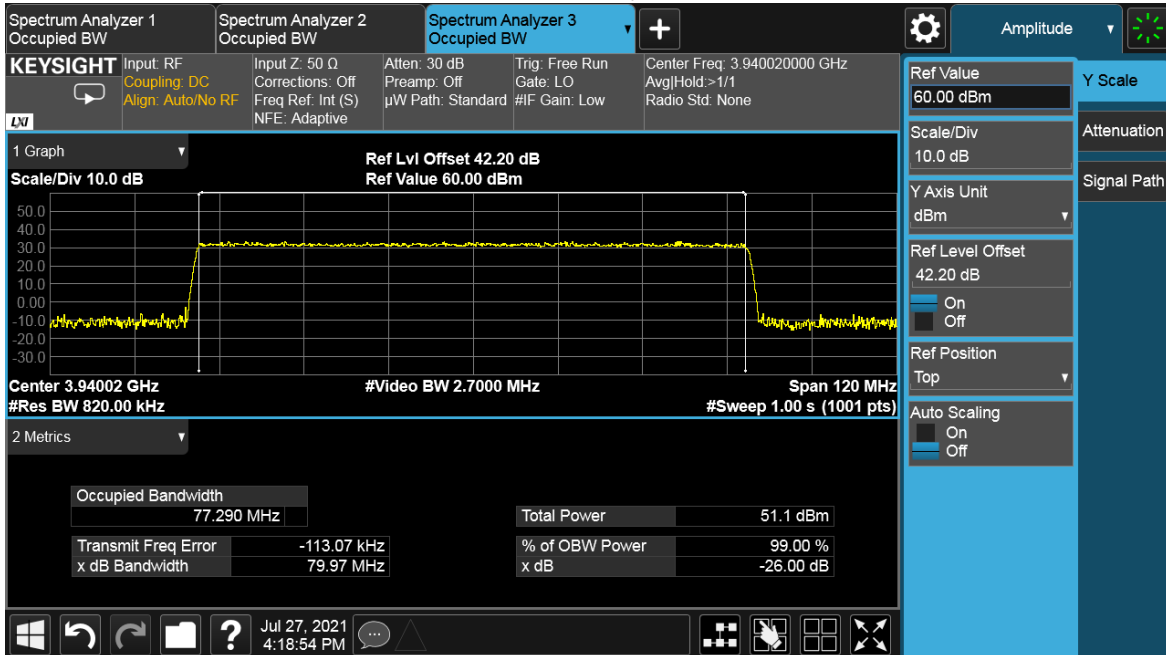 Spectrum Analyzer 1
Occupied BW
Spectrum Analyzer 2
Occupied BW
Spectrum Analyzer 3
Occupied BW
Amplitude
KEYSIGHT
LXI
Input: RF
Coupling: DC
Align: Auto/No RF
Input Z: 50 Ω
Corrections: Off
Freq Ref: Int (S)
NFE: Adaptive
Atten: 30 dB
Preamp: Off
µW Path: Standard
Trig: Free Run
Gate: LO
#IF Gain: Low
Center Freq: 3.940020000 GHz
Avg|Hold:>1/1
Radio Std: None
1 Graph
Scale/Div 10.0 dB
Ref Lvl Offset 42.20 dB
Ref Value 60.00 dBm
50.0
40.0
30.0
20.0
10.0
0.00
-10.0
-20.0
-30.0
Center 3.94002 GHz
#Res BW 820.00 kHz
#Video BW 2.7000 MHz
Span 120 MHz
#Sweep 1.00 s (1001 pts)
2 Metrics
Occupied Bandwidth
77.290 MHz
Total Power 51.1 dBm
Transmit Freq Error -113.07 kHz
% of OBW Power 99.00 %
x dB Bandwidth 79.97 MHz
x dB -26.00 dB
Jul 27, 2021
4:18:54 PM
Ref Value
60.00 dBm
Scale/Div
10.0 dB
Y Axis Unit
dBm
Ref Level Offset
42.20 dB
On
Off
Ref Position
Top
Auto Scaling
On
Off
Y Scale
Attenuation
Signal Path